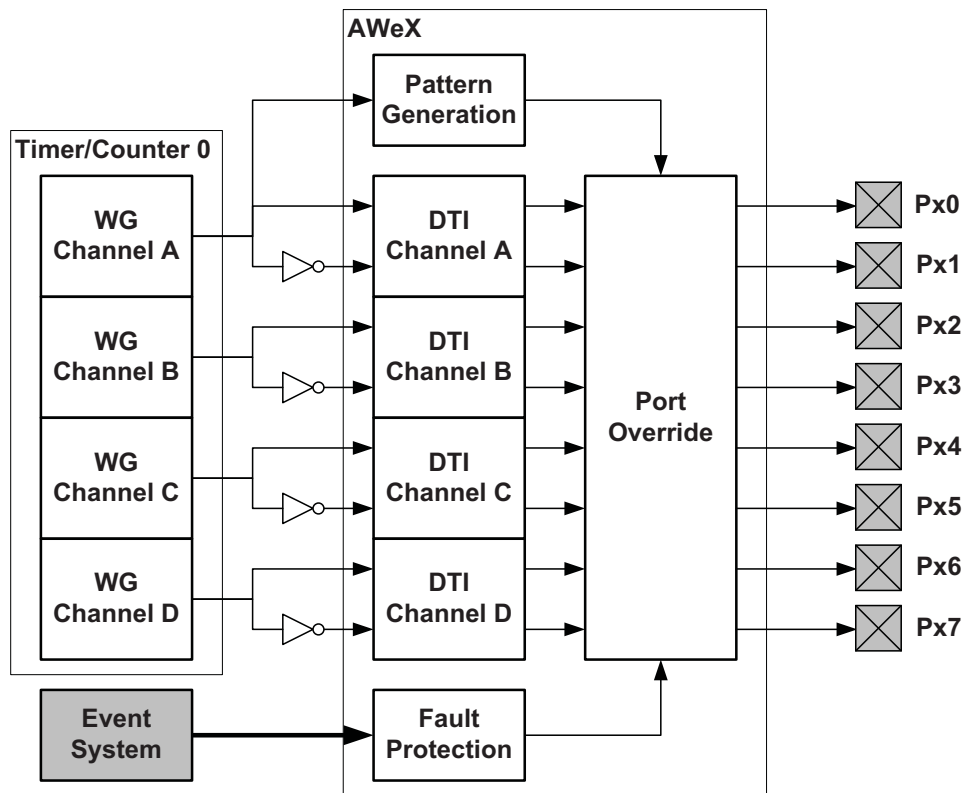 AWeX
Pattern
Generation
Timer/Counter 0
WG
Channel A
DTI
Channel A
WG
Channel B
DTI
Channel B
WG
Channel C
DTI
Channel C
WG
Channel D
DTI
Channel D
Port
Override
Px0
Px1
Px2
Px3
Px4
Px5
Px6
Px7
Event
System
Fault
Protection